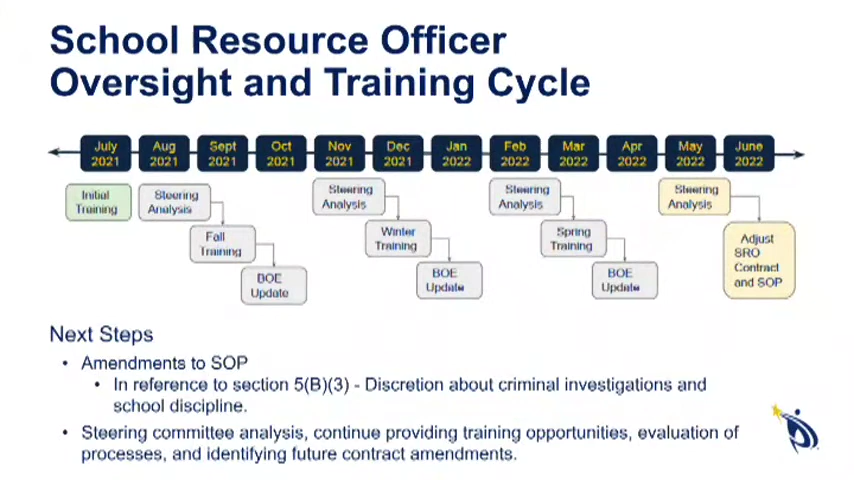 School Resource Officer
Oversight and Training Cycle
July 2021
Aug 2021
Sept 2021
Oct 2021
Nov 2021
Dec 2021
Jan 2022
Feb 2022
Mar 2022
Apr 2022
May 2022
June 2022
Initial
Training
Steering
Analysis
Fall
Training
BOE
Update
Steering
Analysis
Winter
Training
BOE
Update
Steering
Analysis
Spring
Training
BOE
Update
Steering
Analysis
Adjust
SRO
Contract
and SOP
Next Steps
• Amendments to SOP
• In reference to section 5(B)(3) - Discretion about criminal investigations and
school discipline.
• Steering committee analysis, continue providing training opportunities, evaluation of
processes, and identifying future contract amendments.